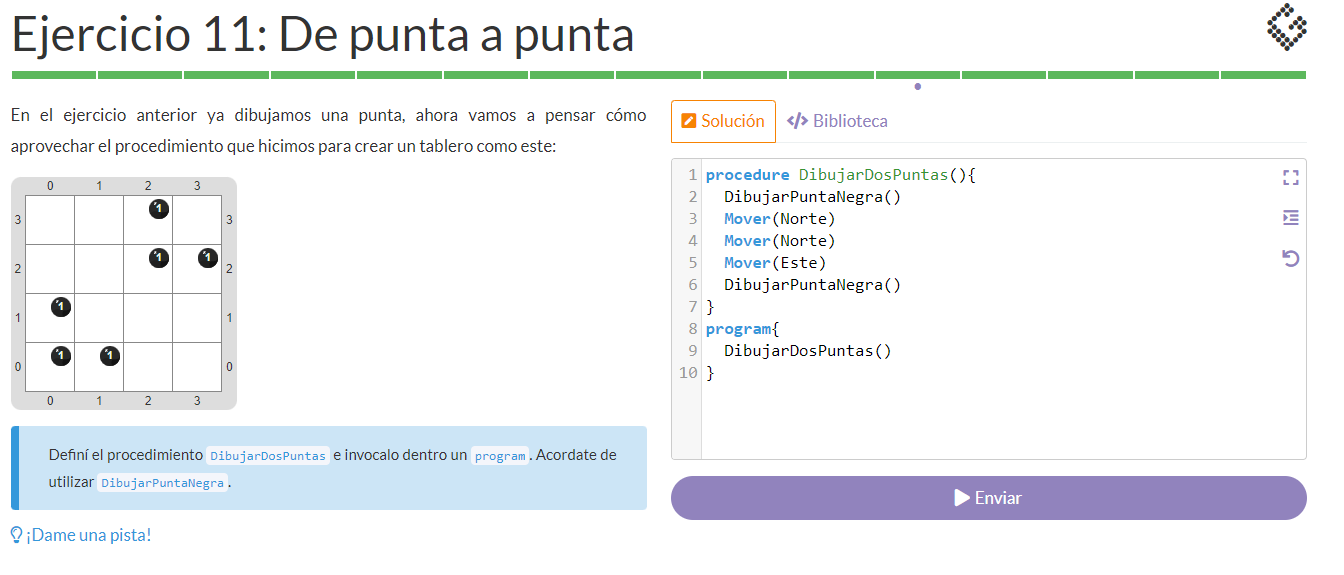 Ejercicio 11: De punta a punta
En el ejercicio anterior ya dibujamos una punta, ahora vamos a pensar cómo
aprovechar el procedimiento que hicimos para crear un tablero como este:
0 1 2 3
3 1 3
2 1 1 2
1 1 1
0 1 1 0
0 1 2 3
Definí el procedimiento DibujarDosPuntas e invocalo dentro un program. Acordate de
utilizar DibujarPuntaNegra.
¡Dame una pista!
Solución </> Biblioteca
1 procedure DibujarDosPuntas(){
2   DibujarPuntaNegra()
3   Mover(Norte)
4   Mover(Norte)
5   Mover(Este)
6   DibujarPuntaNegra()
7 }
8 program{
9   DibujarDosPuntas()
10 }
Enviar